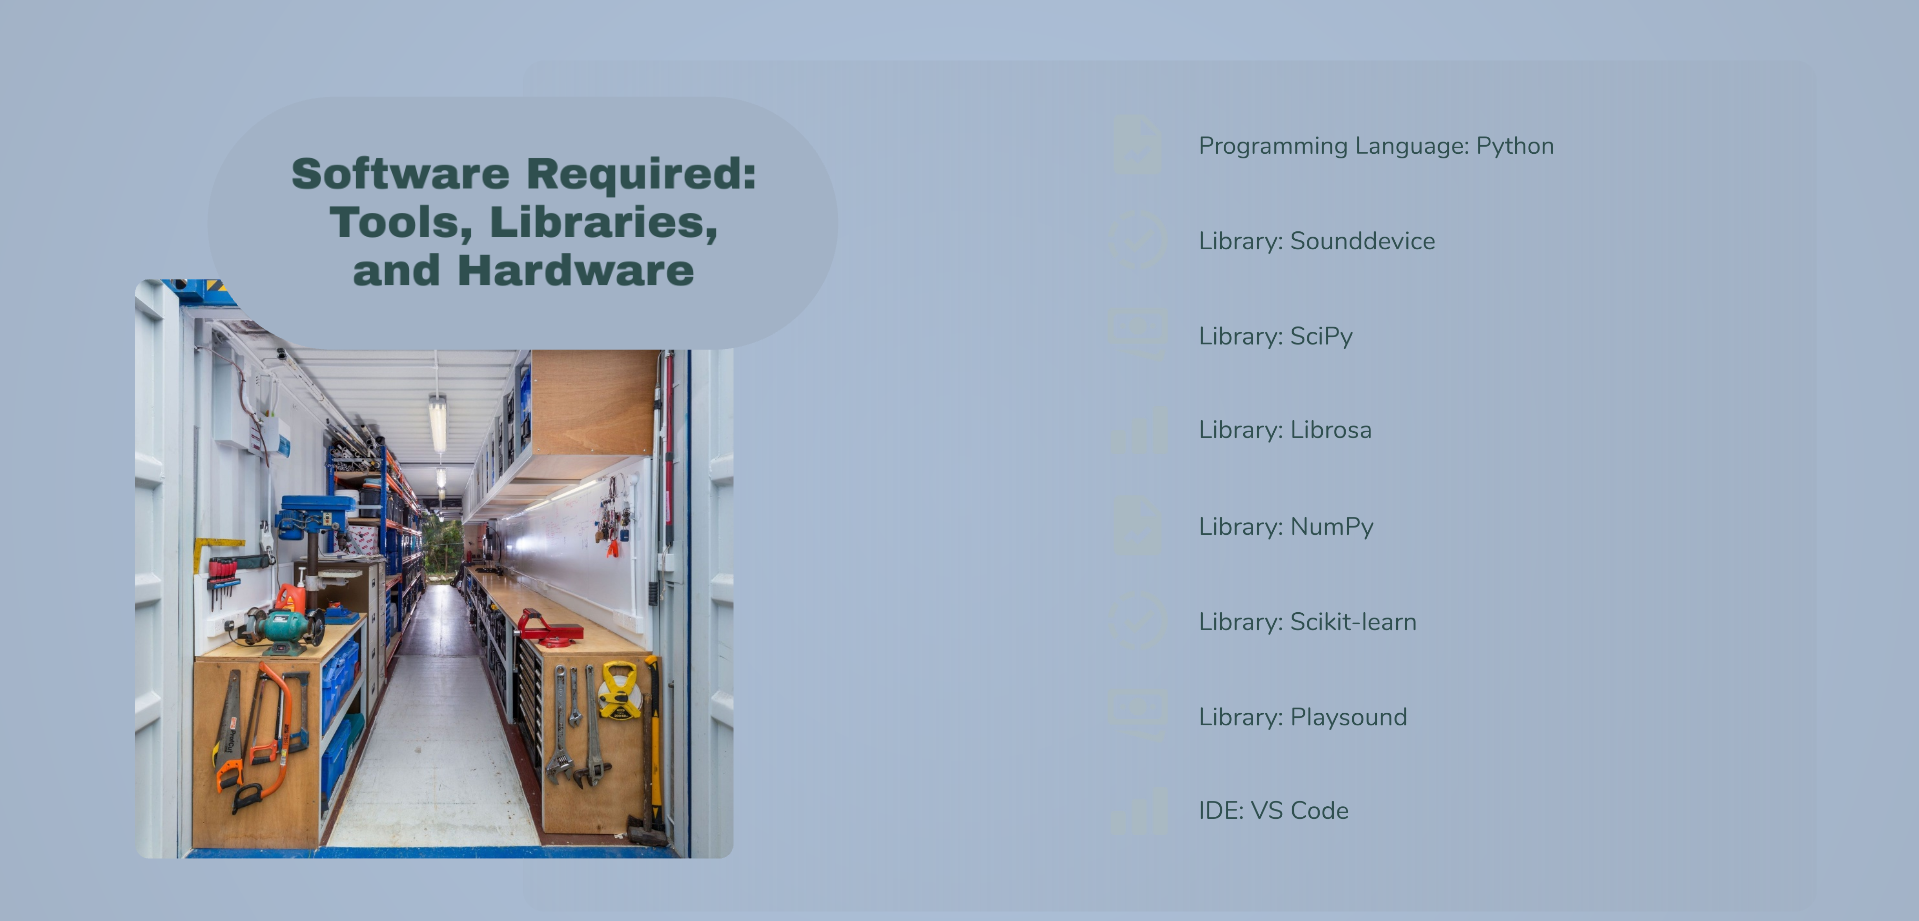 Software Required:
Tools, Libraries,
and Hardware
Programming Language: Python
Library: Sounddevice
Library: SciPy
Library: Librosa
Library: NumPy
Library: Scikit-learn
Library: Playsound
IDE: VS Code